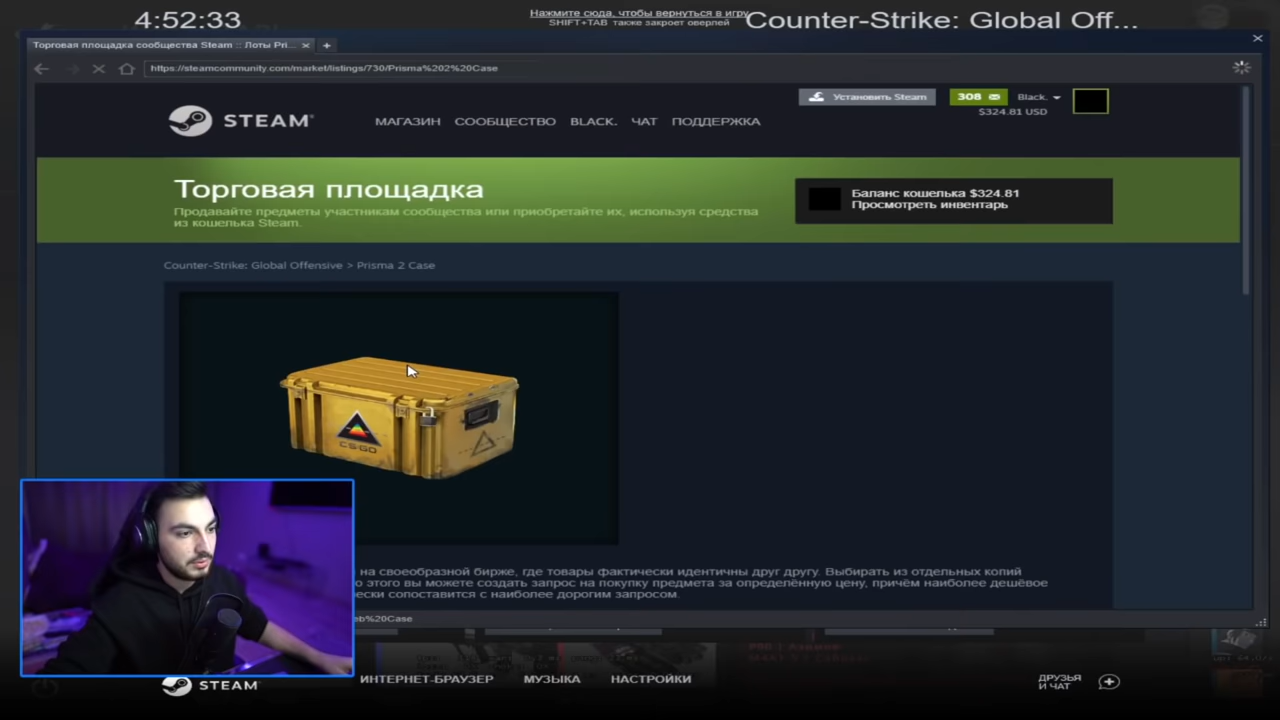 4:52:33
Нажмите сюда, чтобы вернуться в игру
SHIFT+TAB также закроет оверлей
Counter-Strike: Global Off...
Торговая площадка сообщества Steam :: Лоты Pri...
https://steamcommunity.com/market/listings/730/Prisma%202%20Case
Установить Steam
308
Black.
$324.81 USD
STEAM
МАГАЗИН СООБЩЕСТВО BLACK. ЧАТ ПОДДЕРЖКА
Торговая площадка
Продавайте предметы участникам сообщества или приобретайте их, используя средства
из кошелька Steam.
Баланс кошелька $324.81
Просмотреть инвентарь
Counter-Strike: Global Offensive > Prisma 2 Case
CS:GO
на своеобразной бирже, где товары фактически идентичны друг другу. Выбирать из отдельных копий
о этого вы можете создать запрос на покупку предмета за определённую цену, причём наиболее дешёвое
ески сопоставится с наиболее дорогим запросом.
eb%20Case
STEAM
ИНТЕРНЕТ-БРАУЗЕР МУЗЫКА НАСТРОЙКИ
ДРУЗЬЯ
И ЧАТ